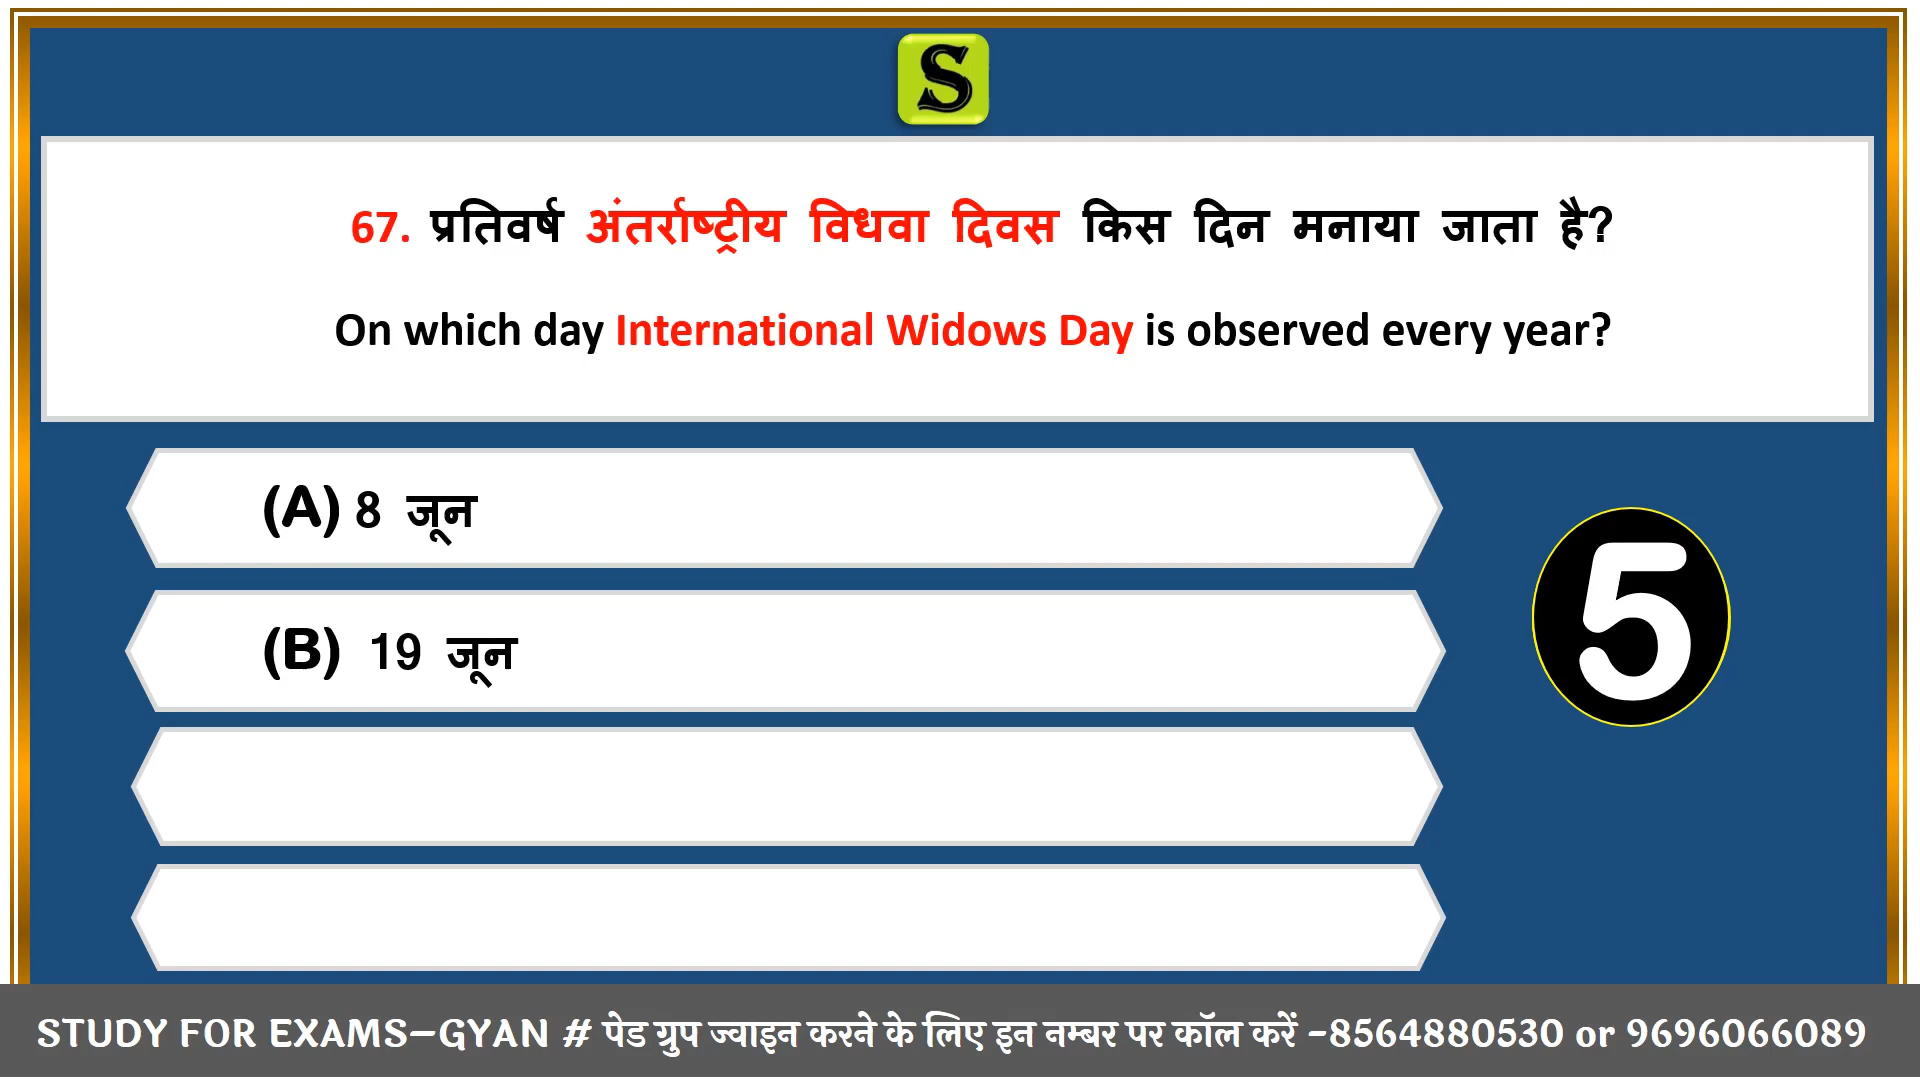 S
67. प्रतिवर्ष अंतर्राष्ट्रीय विधवा दिवस किस दिन मनाया जाता है?
On which day International Widows Day is observed every year?
(A) 8 जून
(B) 19 जून
5
STUDY FOR EXAMS–GYAN # पेड ग्रुप ज्वाइन करने के लिए इन नम्बर पर कॉल करें -8564880530 or 9696066089